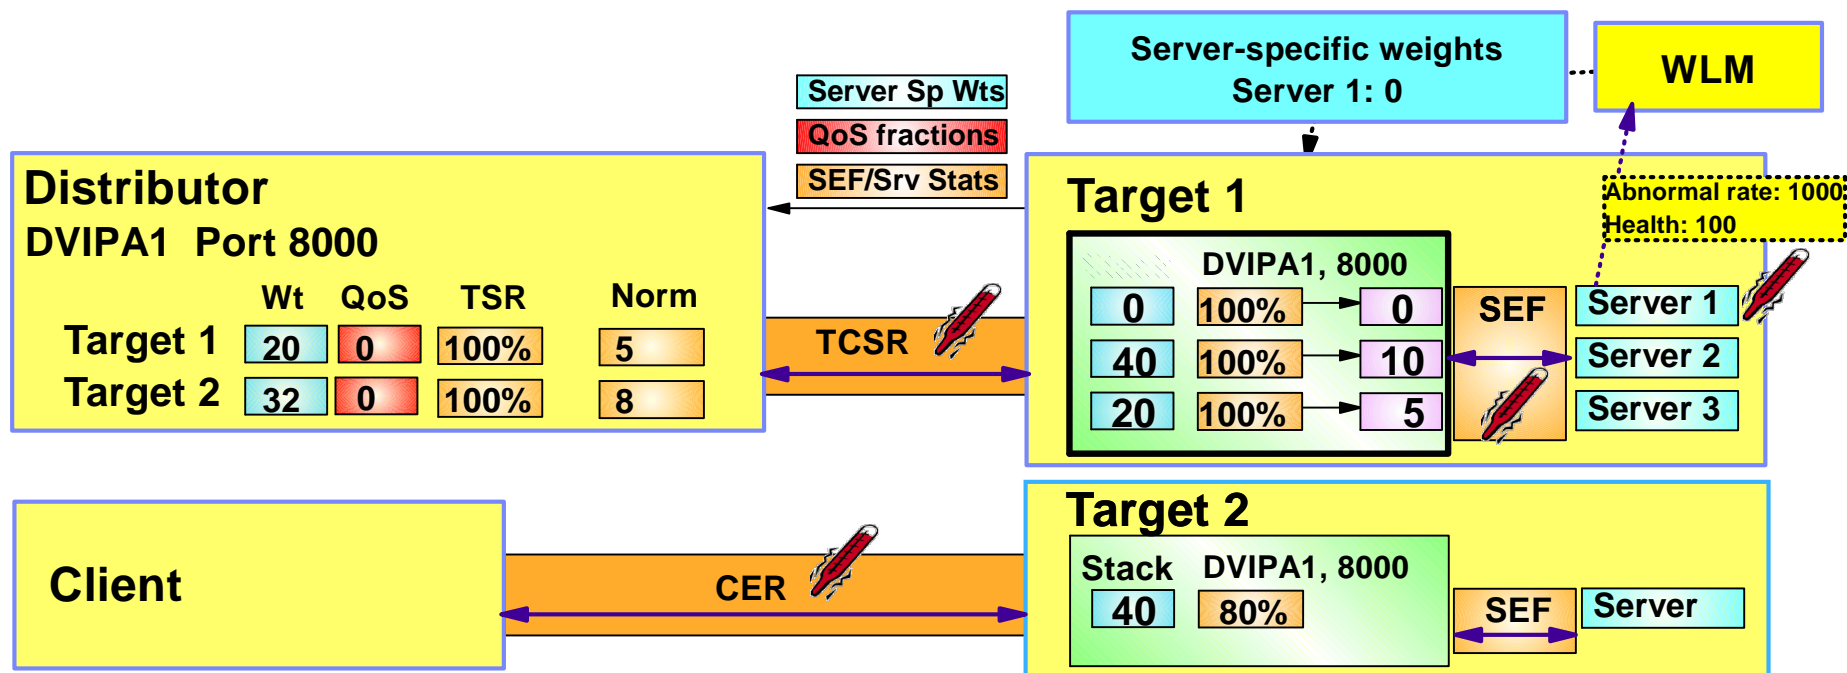 Server-specific weights
Server 1: 0
WLM
Server Sp Wts
QoS fractions
SEF/Srv Stats
Abnormal rate: 1000
Health: 100
Distributor
DVIPA1 Port 8000
Wt QoS TSR Norm
Target 1 20 0 100% 5
Target 2 32 0 100% 8
TCSR
Target 1
DVIPA1, 8000
0 100% 0
40 100% 10
20 100% 5
SEF
Server 1
Server 2
Server 3
Client
CER
Target 2
Stack DVIPA1, 8000
40 80%
SEF
Server